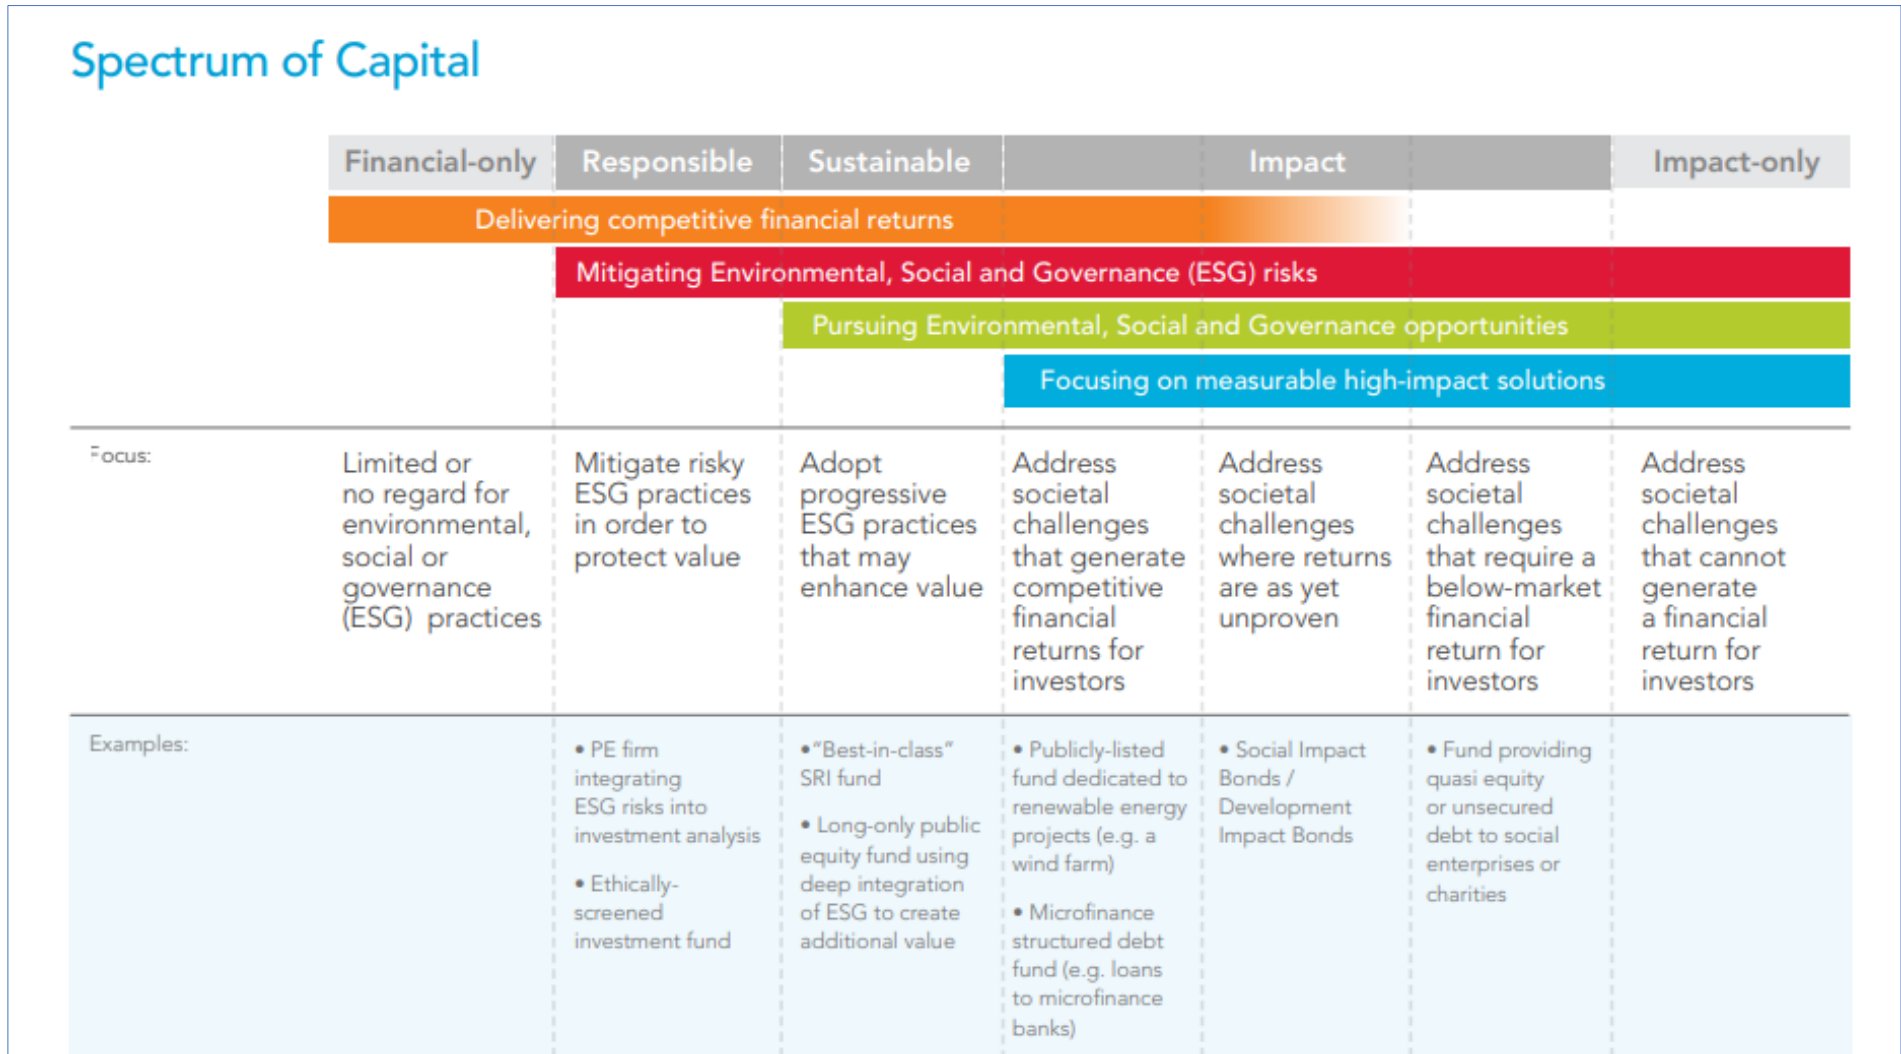 Spectrum of Capital
Financial-only Responsible Sustainable Impact Impact-only
Delivering competitive financial returns
Mitigating Environmental, Social and Governance (ESG) risks
Pursuing Environmental, Social and Governance opportunities
Focusing on measurable high-impact solutions
Focus:
Limited or
no regard for
environmental,
social or
governance
(ESG) practices
Mitigate risky
ESG practices
in order to
protect value
Adopt
progressive
ESG practices
that may
enhance value
Address
societal
challenges
that generate
competitive
financial
returns for
investors
Address
societal
challenges
where returns
are as yet
unproven
Address
societal
challenges
that require a
below-market
financial
return for
investors
Address
societal
challenges
that cannot
generate
a financial
return for
investors
Examples:
• PE firm
integrating
ESG risks into
investment analysis
• Ethically-
screened
investment fund
•“Best-in-class”
SRI fund
• Long-only public
equity fund using
deep integration
of ESG to create
additional value
• Publicly-listed
fund dedicated to
renewable energy
projects (e.g. a
wind farm)
• Microfinance
structured debt
fund (e.g. loans
to microfinance
banks)
• Social Impact
Bonds /
Development
Impact Bonds
• Fund providing
quasi equity
or unsecured
debt to social
enterprises or
charities